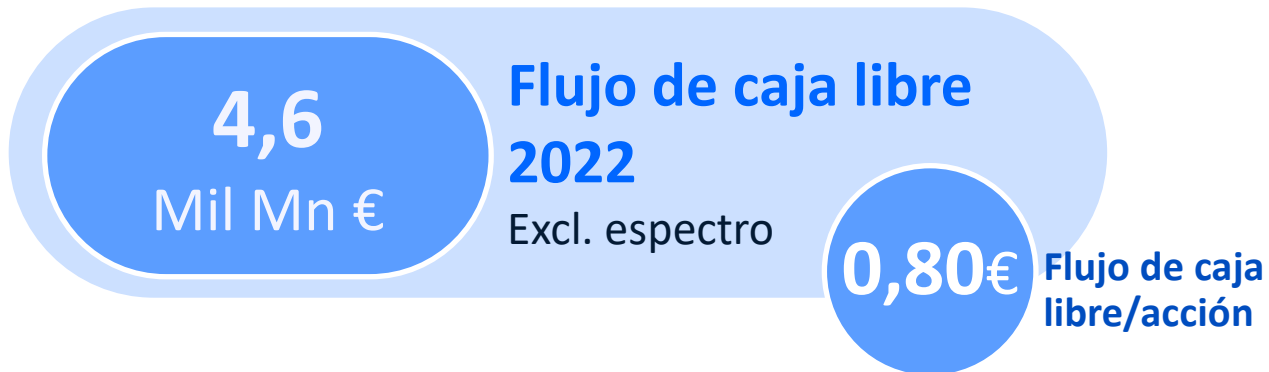 4,6
Mil Mn €
Flujo de caja libre
2022
Excl. espectro
0,80€
Flujo de caja
libre/acción